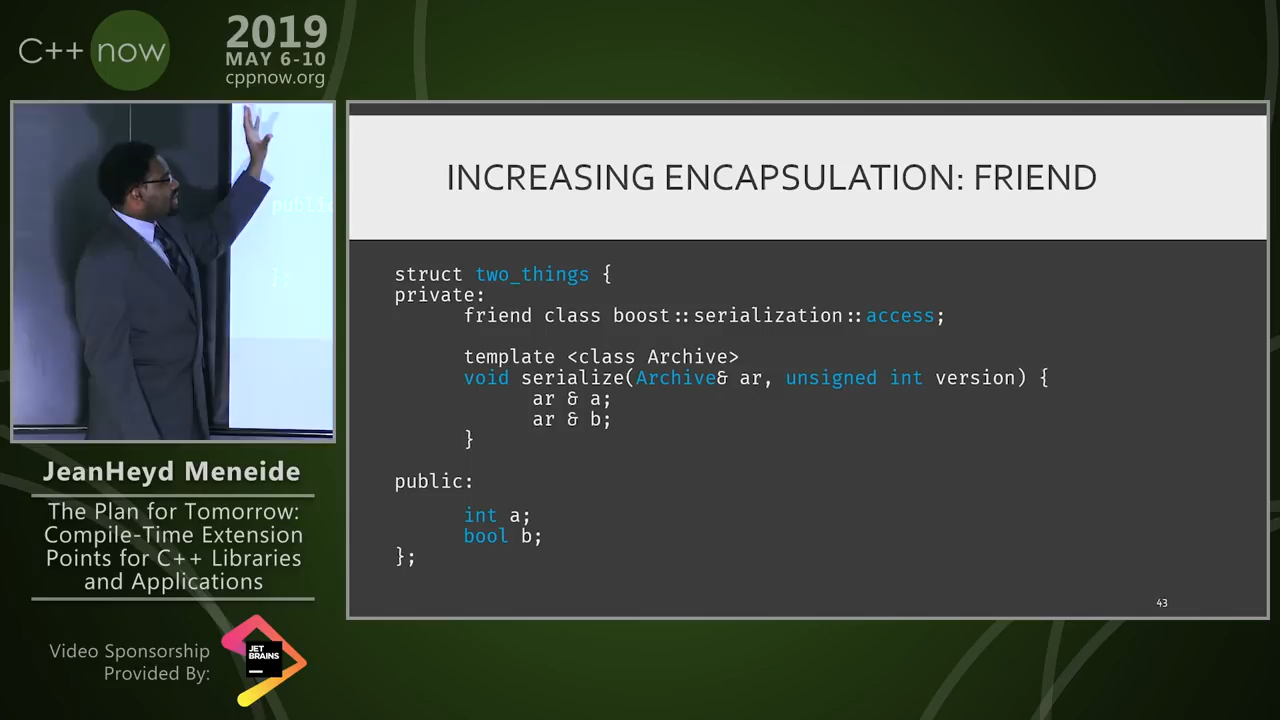 C++ now
2019
MAY 6-10
cppnow.org
public
};
INCREASING ENCAPSULATION: FRIEND
struct two_things {
private:
friend class boost::serialization::access;
template <class Archive>
void serialize(Archive& ar, unsigned int version) {
ar & a;
ar & b;
}
public:
int a;
bool b;
};
43
JeanHeyd Meneide
The Plan for Tomorrow:
Compile-Time Extension
Points for C++ Libraries
and Applications
Video Sponsorship
Provided By:
JET
BRAINS